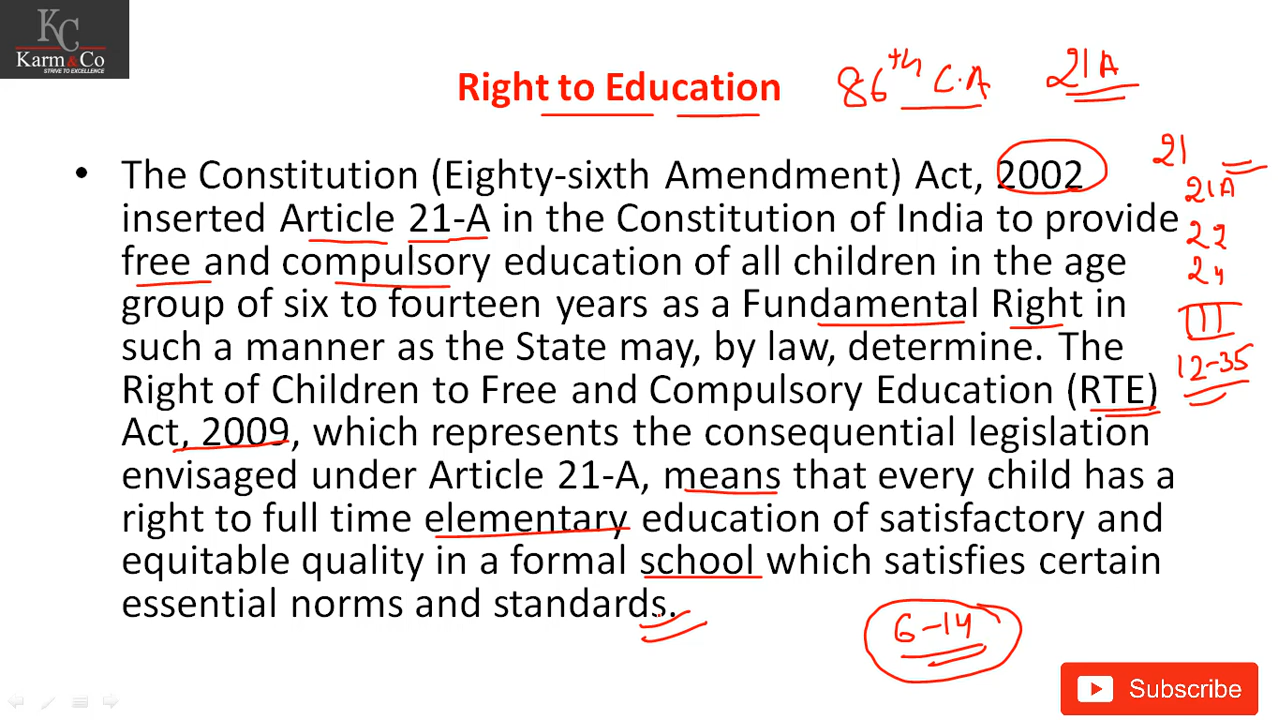 KC
Karm&Co
STRIVE TO EXCELLENCE
Right to Education 86th C.A 21A
• The Constitution (Eighty-sixth Amendment) Act, 2002
inserted Article 21-A in the Constitution of India to provide
free and compulsory education of all children in the age
group of six to fourteen years as a Fundamental Right in
such a manner as the State may, by law, determine. The
Right of Children to Free and Compulsory Education (RTE)
Act, 2009, which represents the consequential legislation
envisaged under Article 21-A, means that every child has a
right to full time elementary education of satisfactory and
equitable quality in a formal school which satisfies certain
essential norms and standards.
21
21A
22
24
III
12-35
6-14
Subscribe